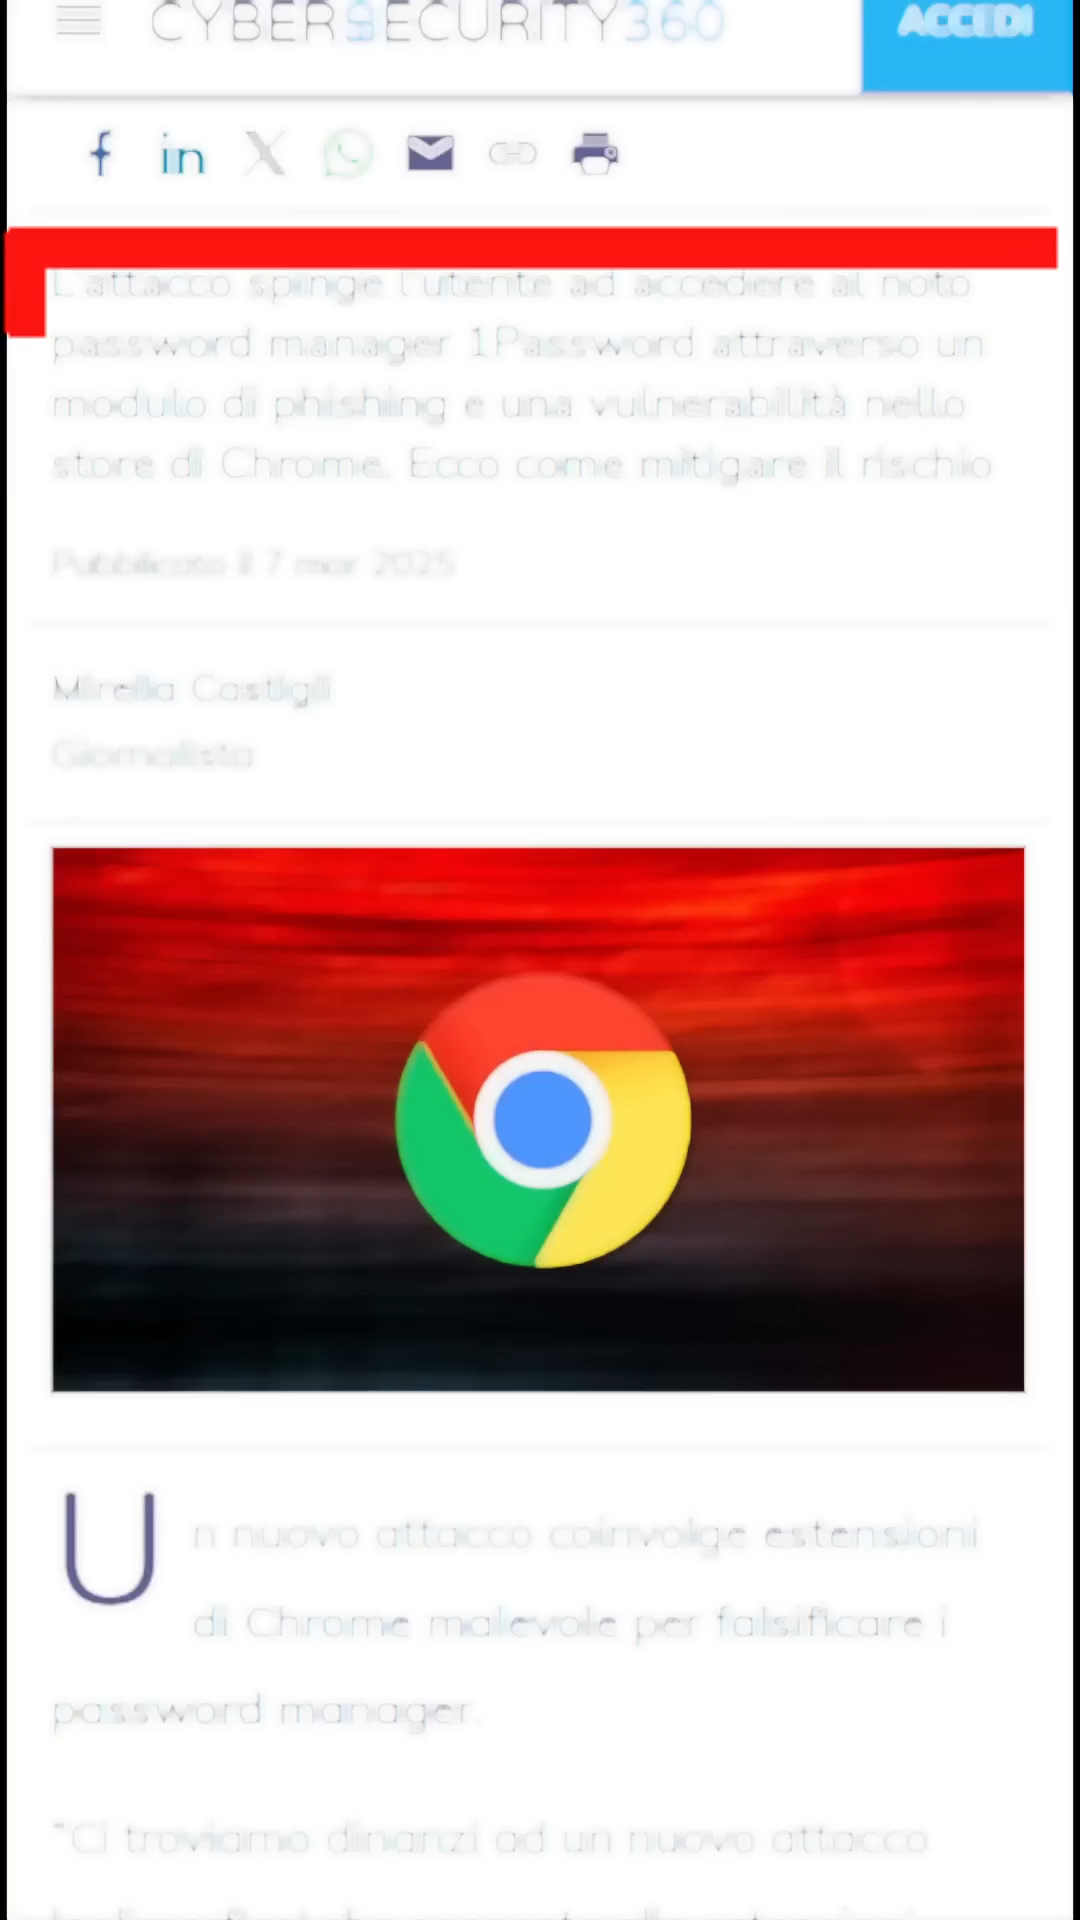 CYBERSECURITY360
ACCEDI
L'attacco spinge l'utente ad accedere al noto
password manager 1Password attraverso un
modulo di phishing e una vulnerabilità nello
store di Chrome. Ecco come mitigare il rischio
Pubblicato il 7 mar 2025
Mirella Castigli
Giornalista
Un nuovo attacco coinvolge estensioni
di Chrome malevole per falsificare i
password manager.
"Ci troviamo dinanzi ad un nuovo attacco